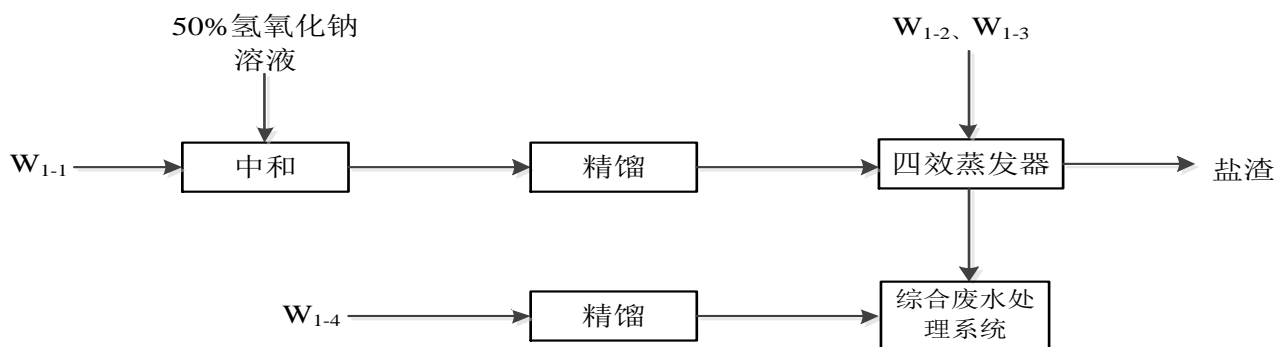 50%氢氧化钠
溶液
W1-2、W1-3
W1-1
中和
精馏
四效蒸发器
盐渣
W1-4
精馏
综合废水处
理系统